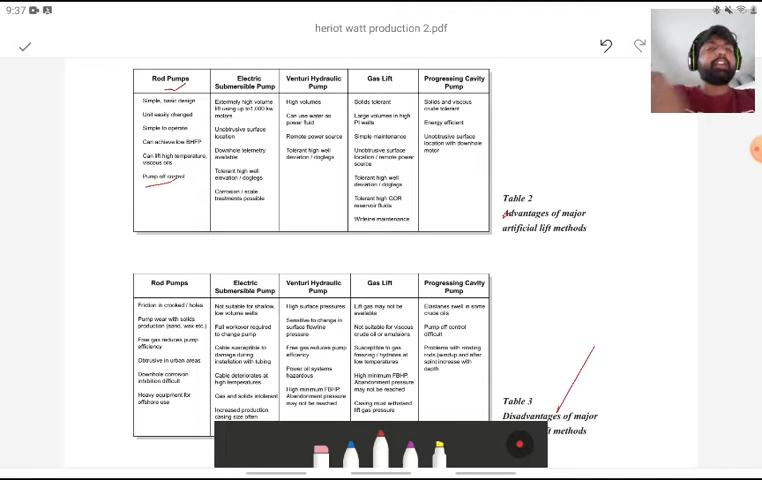 9:37
heriot watt production 2.pdf
Rod Pumps
Electric
Submersible Pump
Venturi Hydraulic
Pump
Gas Lift
Progressing Cavity
Pump
Simple, basic design
Unit easily changed
Simple to operate
Can achieve low BHFP
Can lift high temperature,
viscous oils
Pump off control
Extermely high volume
lift using up to1,000 kw
motors
Unobtrusive surface
location
Downhole telemetry
available
Tolerant high well
elevation / doglegs
Corrosion / scale
treatments possible
High volumes
Can use water as
power fluid
Remote power source
Tolerant high well
deviation / doglegs
Solids tolerant
Large volumes in high
PI wells
Simple maintenance
Unobtrusive surface
location / remote power
source
Tolerant high well
deviation / doglegs
Tolerant high GOR
reservoir fluids
Wireline maintenance
Solids and viscous
crude tolerant
Energy efficient
Unobtrusive surface
location with downhole
motor
Table 2
Advantages of major
artificial lift methods
Rod Pumps
Electric
Submersible Pump
Venturi Hydraulic
Pump
Gas Lift
Progressing Cavity
Pump
Friction in crooked / holes
Pump wear with solids
production (sand, wax etc.)
Free gas reduces pump
efficiency
Obtrusive in urban areas
Downhole corrosion
inhibition difficult
Heavy equipment for
offshore use
Not suitable for shallow,
low volume wells
Full workover required
to change pump
Cable susceptible to
damage during
installation with tubing
Cable deteriorates at
high temperatures
Gas and solids intolerant
Increased production
casing size often
High surface pressures
Sensitive to change in
surface flowline
pressure
Free gas reduces pump
efficiency
Power oil systems
hazardous
High minimum FBHP.
Abandonment pressure
may not be reached
Lift gas may not be
available
Not suitable for viscous
crude oil or emulsions
Susceptible to gas
freezing / hydrates at
low temperatures
High minimum FBHP.
Abandonment pressure
may not be reached
Casing must withstand
lift gas pressure
Elastanes swell in some
crude oils
Pump off control
difficult
Problems with rotating
rods (windup and after
spin) increase with
depth
Table 3
Disadvantages of major
ft methods